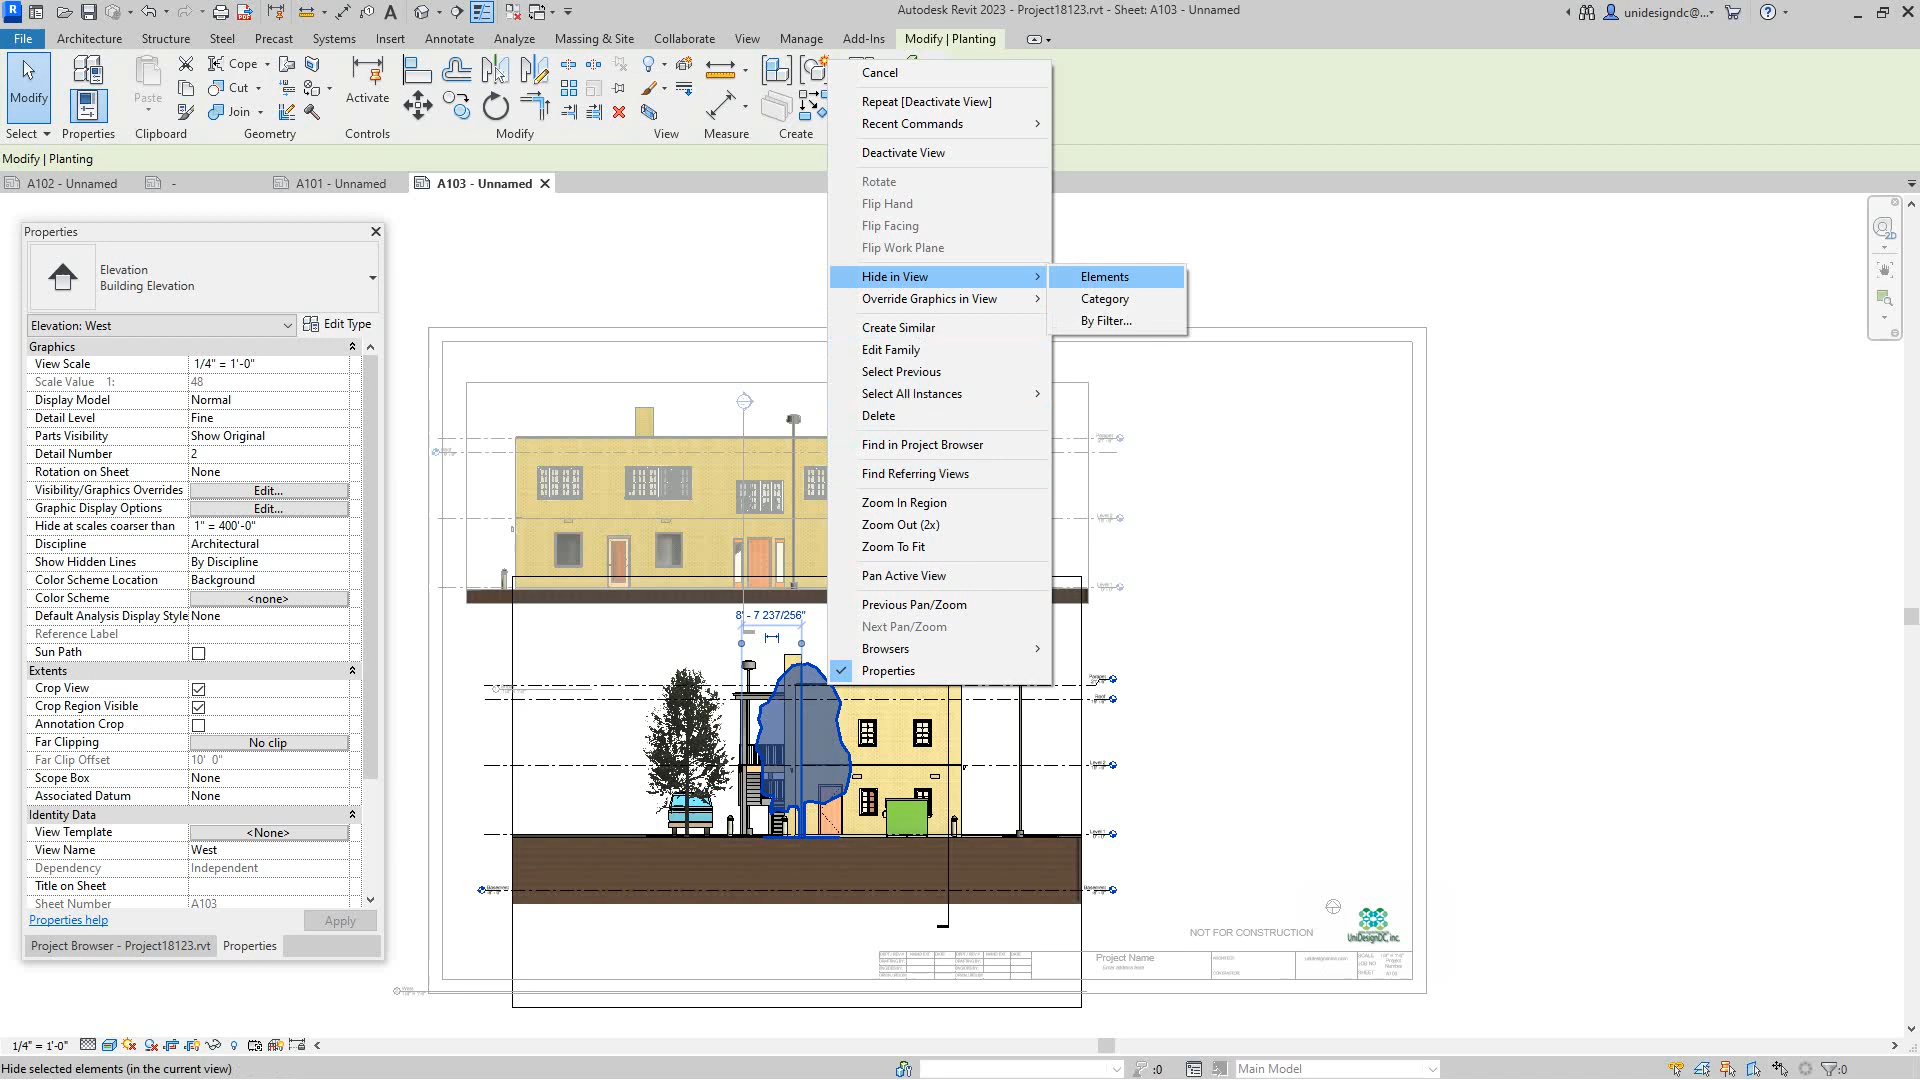 Autodesk Revit 2023 - Project18123.rvt - Sheet: A103 - Unnamed
unidesigndc@...
File Architecture Structure Steel Precast Systems Insert Annotate Analyze Massing & Site Collaborate View Manage Add-Ins Modify | Planting
Modify
Paste
Cope
Cut
Join
Activate
Select Properties Clipboard Geometry Controls Modify View Measure Create
Modify | Planting
A102 - Unnamed
-
A101 - Unnamed
A103 - Unnamed
Properties
Elevation
Building Elevation
Elevation: West
Edit Type
Graphics
View Scale 1/4" = 1'-0"
Scale Value 1: 48
Display Model Normal
Detail Level Fine
Parts Visibility Show Original
Detail Number 2
Rotation on Sheet None
Visibility/Graphics Overrides Edit...
Graphic Display Options Edit...
Hide at scales coarser than 1" = 400'-0"
Discipline Architectural
Show Hidden Lines By Discipline
Color Scheme Location Background
Color Scheme <none>
Default Analysis Display Style None
Reference Label
Sun Path
Extents
Crop View
Crop Region Visible
Annotation Crop
Far Clipping No clip
Far Clip Offset 10' 0"
Scope Box None
Associated Datum None
Identity Data
View Template <None>
View Name West
Dependency Independent
Title on Sheet
Sheet Number A103
Properties help
Apply
Project Browser - Project18123.rvt Properties
Cancel
Repeat [Deactivate View]
Recent Commands
Deactivate View
Rotate
Flip Hand
Flip Facing
Flip Work Plane
Hide in View
Override Graphics in View
Create Similar
Edit Family
Select Previous
Select All Instances
Delete
Find in Project Browser
Find Referring Views
Zoom In Region
Zoom Out (2x)
Zoom To Fit
Pan Active View
Previous Pan/Zoom
Next Pan/Zoom
Browsers
Properties
Elements
Category
By Filter...
2D
8' - 7 237/256"
NOT FOR CONSTRUCTION
UniDesignDC, inc.
Project Name
A103
1/4" = 1'-0"
Hide selected elements (in the current view)
:0
Main Model
:0